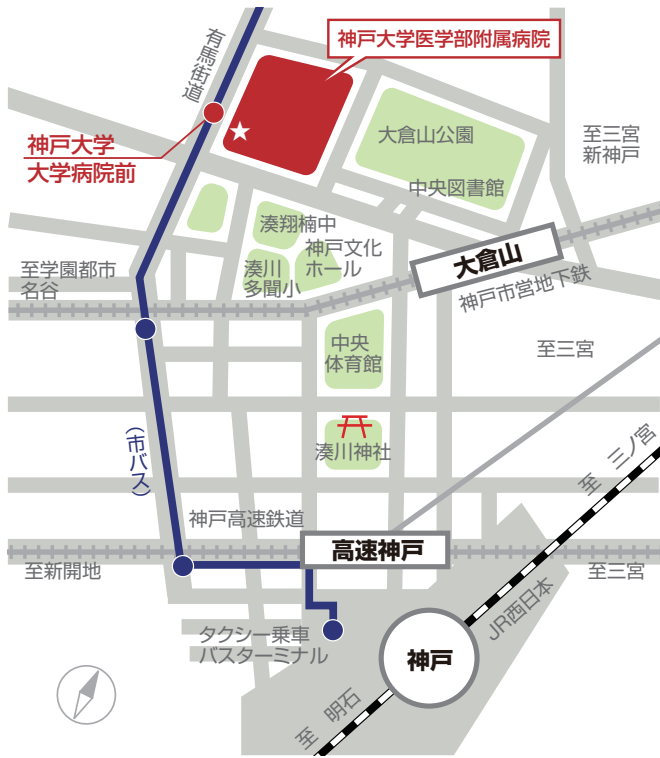 神戸大学医学部附属病院
有馬街道
神戸大学
大学病院前
大倉山公園
至三宮
新神戸
中央図書館
湊翔楠中
神戸文化
ホール
湊川
多聞小
大倉山
神戸市営地下鉄
至学園都市
名谷
中央
体育館
至三宮
(市バス)
湊川神社
至 三ノ宮
神戸高速鉄道
高速神戸
至新開地
至三宮
JR西日本
タクシー乗車
バスターミナル
神戸
至 明石